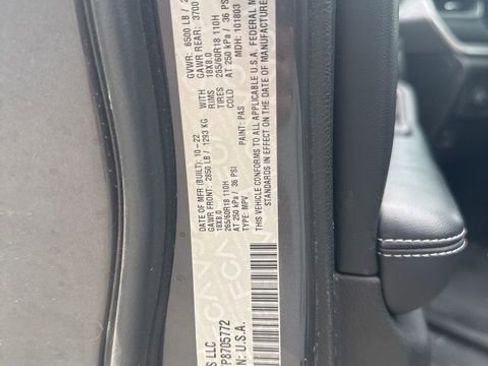 S LLC
P8705772
N: U.S.A.
DATE OF MFR (BUILT): 10-22
GAWR FRONT: 2850 LB / 1293 KG
18X8.0
265/60R18 110H
AT 250 kPa / 36 PSI
TYPE: MPV
WITH
RIMS
TIRES
COLD
PAINT: PAS
GVWR: 6500 LB / 2
GAWR REAR: 3700
18X8.0
265/60R18 110H
AT 250 kPa / 36 PSI
MDH: 101803
THIS VEHICLE CONFORMS TO ALL APPLICABLE U.S.A. FEDERAL M
STANDARDS IN EFFECT ON THE DATE OF MANUFACTURE